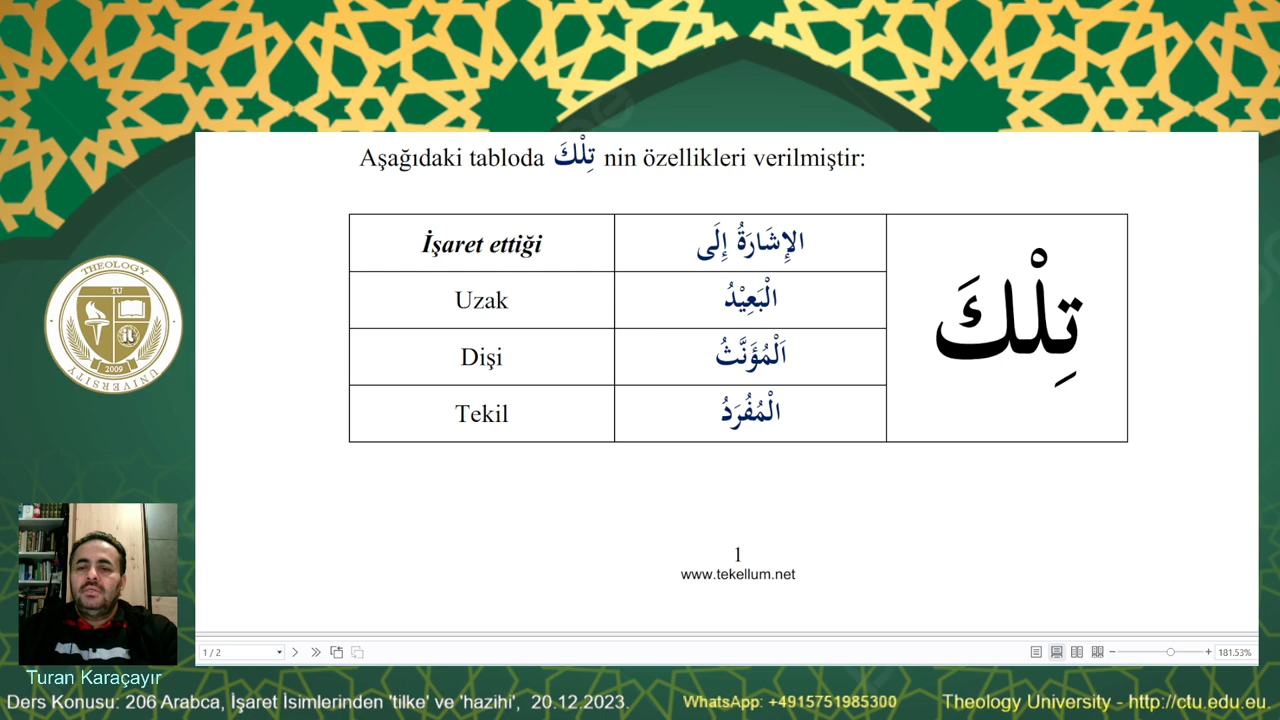 Aşağıdaki tabloda تِلْكَ nin özellikleri verilmiştir:
İşaret ettiği الإِشَارَةُ إِلَى
تِلْكَ
Uzak الْبَعِيْدُ
Dişi اَلْمُؤَنَّثُ
Tekil الْمُفُرَدُ
1
www.tekellum.net
THEOLOGY
TU
2009
UNIVERSITY
1 / 2
181.53%
Turan Karaçayır
Ders Konusu: 206 Arabca, İşaret İsimlerinden 'tilke' ve 'hazihi', 20.12.2023.
WhatsApp: +4915751985300
Theology University - http://ctu.edu.eu.